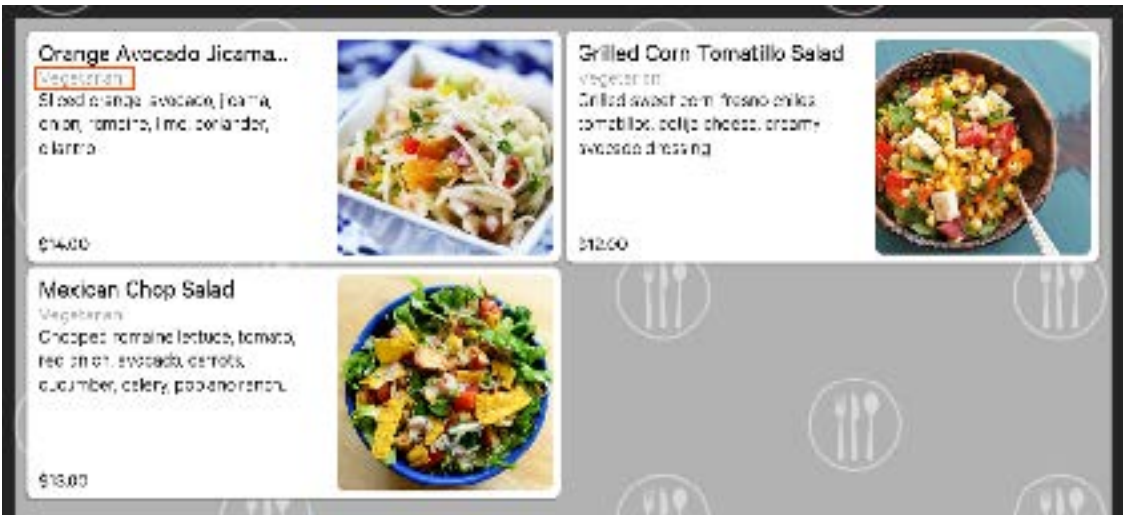 Orange Avocado Jicama...
Vegetarian
Sliced orange, avocado, jicama,
onion, romaine, lime, coriander,
cilantro
$14.00
Grilled Corn Tomatillo Salad
Vegetarian
Grilled sweet corn, fresno chiles,
tomatillos, cotija cheese, creamy
avocado dressing
$12.00
Mexican Chop Salad
Vegetarian
Chopped romaine lettuce, tomato,
red onion, avocado, carrots,
cucumber, celery, poblano ranch.
$13.00